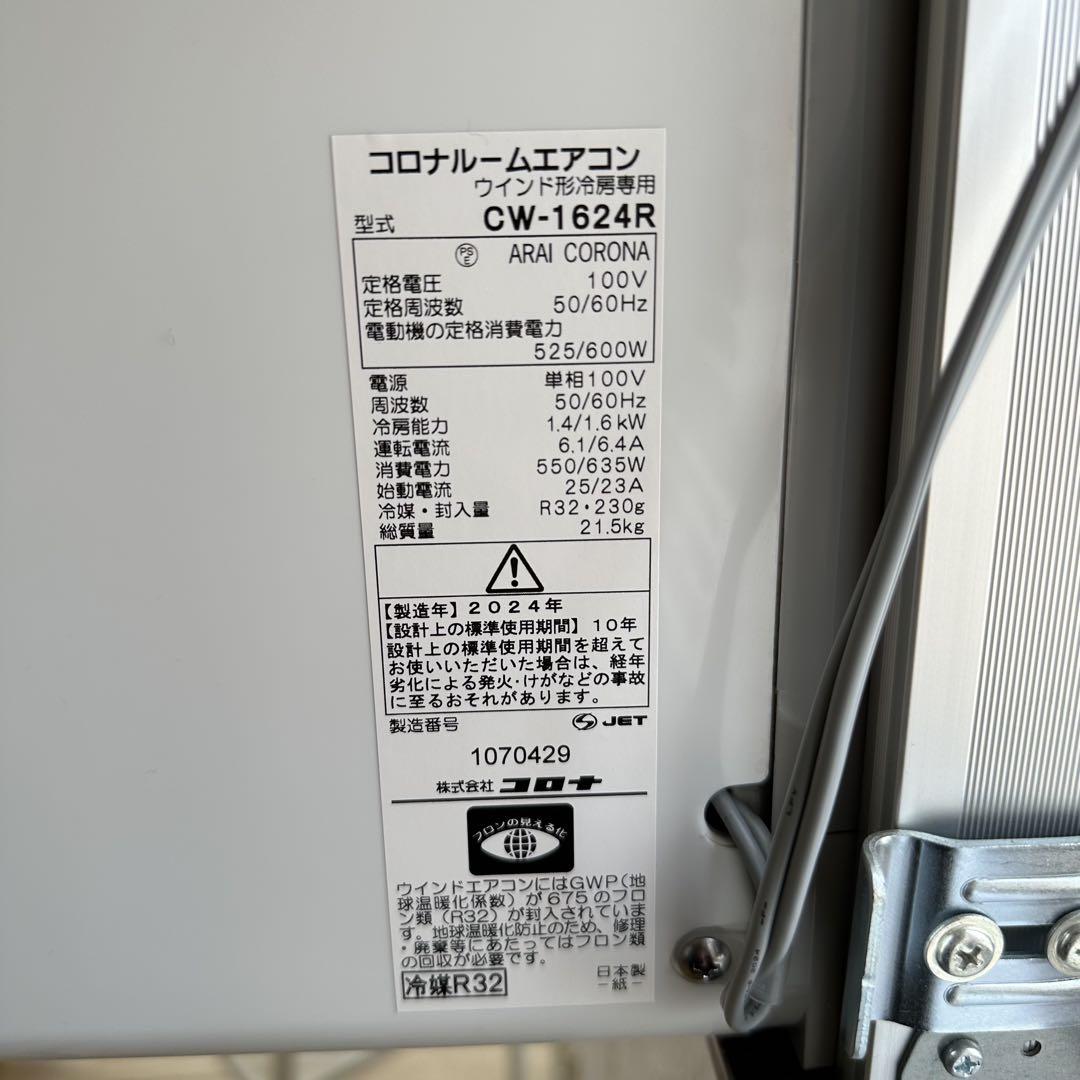 コロナルームエアコン
ウインド形冷房専用
型式 CW-1624R
PSE ARAI CORONA
定格電圧 100V
定格周波数 50/60Hz
電動機の定格消費電力
525/600W
電源 単相100V
周波数 50/60Hz
冷房能力 1.4/1.6kW
運転電流 6.1/6.4A
消費電力 550/635W
始動電流 25/23A
冷媒・封入量 R32・230g
総質量 21.5kg
【製造年】2024年
【設計上の標準使用期間】10年
設計上の標準使用期間を超えて
お使いいただいた場合は、経年
劣化による発火・けがなどの事故
に至るおそれがあります。
製造番号 JET
1070429
株式会社 コロナ
フロンの見える化
ウインドエアコンにはGWP(地
球温暖化係数)が675のフロ
ン類(R32)が封入されていま
す。地球温暖化防止のため、修理
・廃棄等にあたってはフロン類
の回収が必要です。
冷媒R32 日本製
-紙-